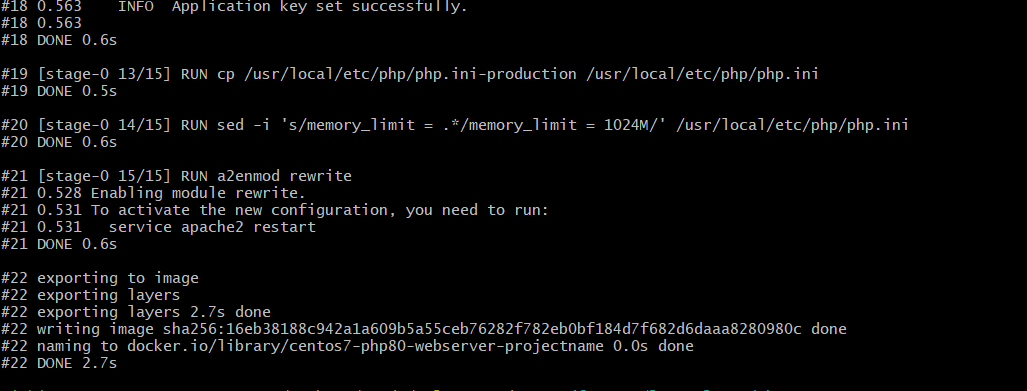 #18 0.563    INFO  Application key set successfully.
#18 0.563
#18 DONE 0.6s
#19 [stage-0 13/15] RUN cp /usr/local/etc/php/php.ini-production /usr/local/etc/php/php.ini
#19 DONE 0.5s
#20 [stage-0 14/15] RUN sed -i 's/memory_limit = .*/memory_limit = 1024M/' /usr/local/etc/php/php.ini
#20 DONE 0.6s
#21 [stage-0 15/15] RUN a2enmod rewrite
#21 0.528 Enabling module rewrite.
#21 0.531 To activate the new configuration, you need to run:
#21 0.531   service apache2 restart
#21 DONE 0.6s
#22 exporting to image
#22 exporting layers
#22 exporting layers 2.7s done
#22 writing image sha256:16eb38188c942a1a609b5a55ceb76282f782eb0bf184d7f682d6daaa8280980c done
#22 naming to docker.io/library/centos7-php80-webserver-projectname 0.0s done
#22 DONE 2.7s